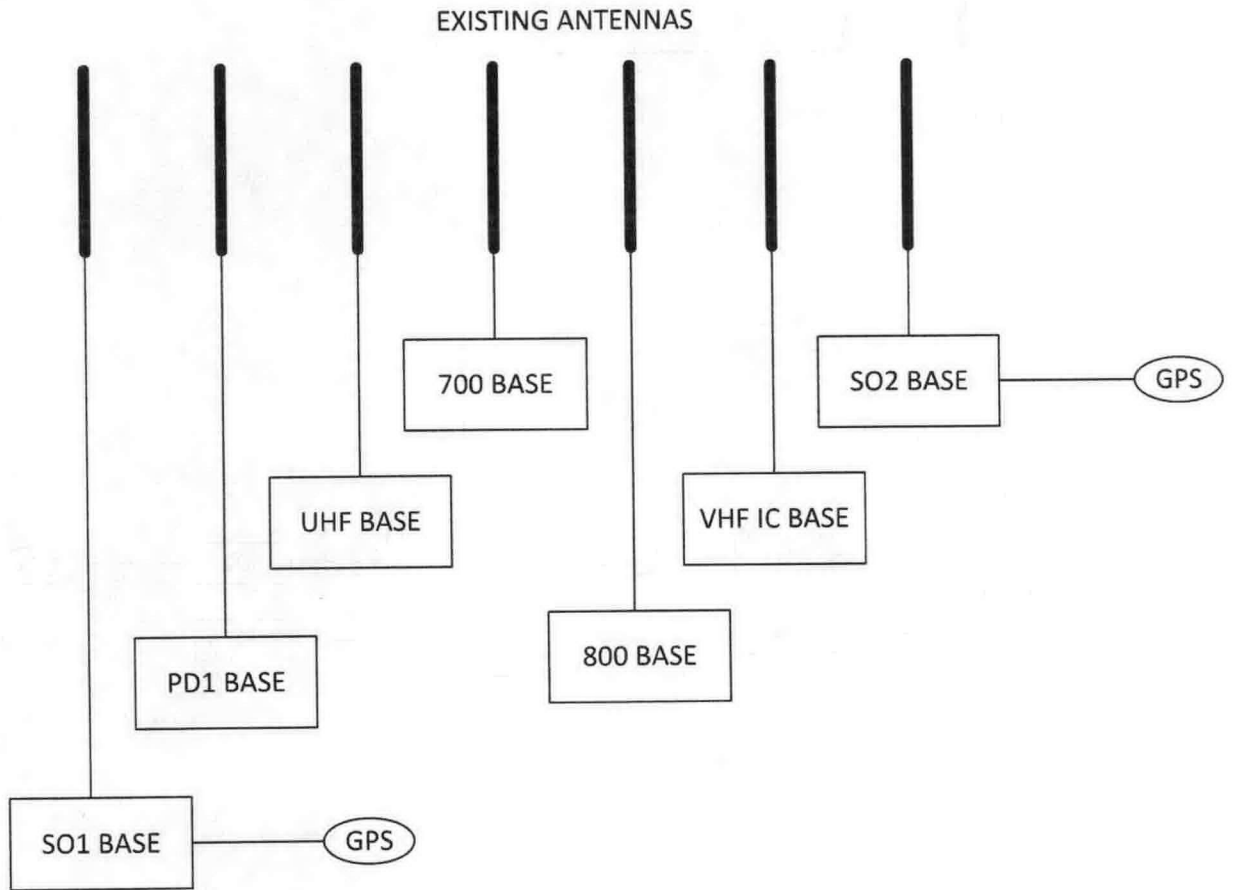 EXISTING ANTENNAS
700 BASE
SO2 BASE
GPS
UHF BASE
VHF IC BASE
PD1 BASE
800 BASE
SO1 BASE
GPS